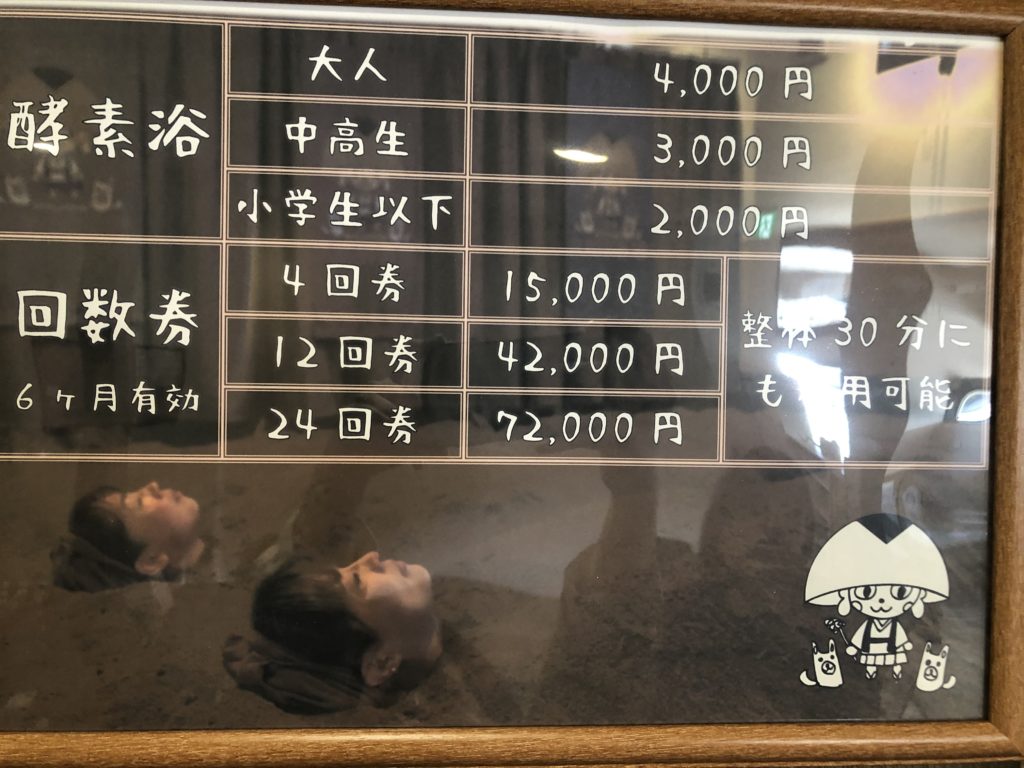 酵素浴
大人 4,000円
中高生 3,000円
小学生以下 2,000円
回数券
6ヶ月有効
4回券 15,000円
12回券 42,000円
24回券 72,000円
整体30分に
も 用可能